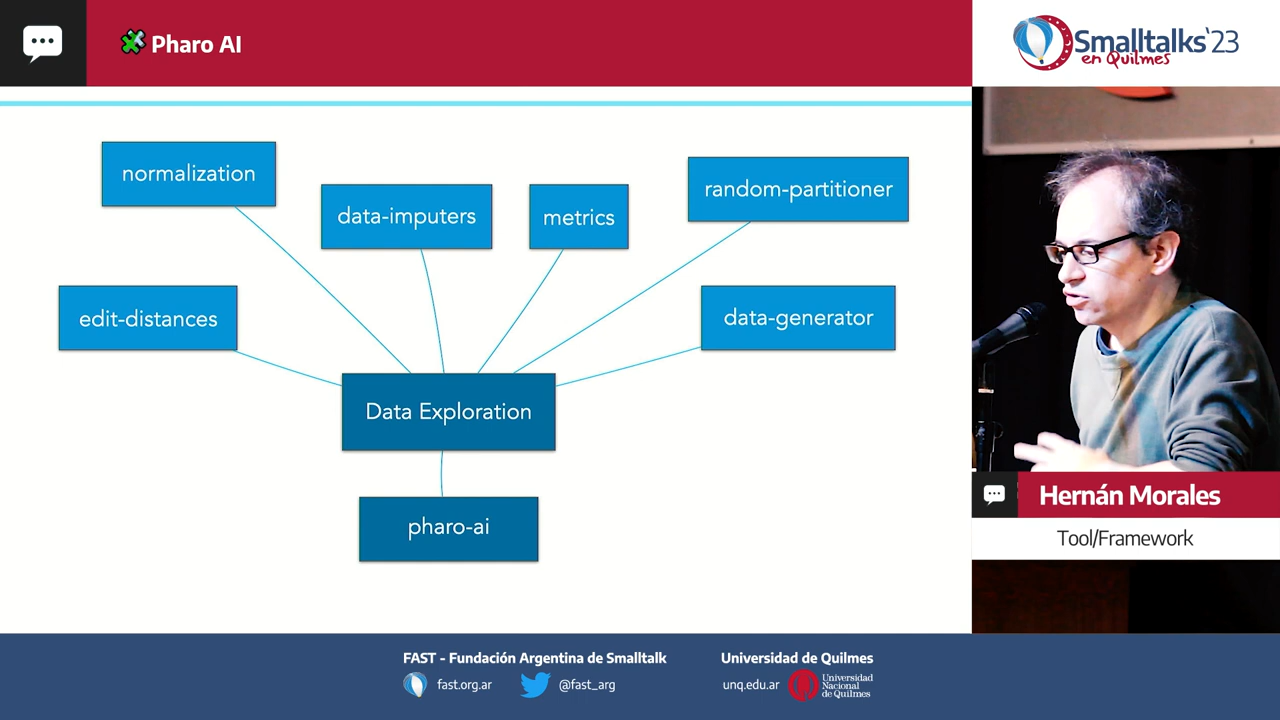 Pharo AI
Smalltalks'23
en Quilmes
normalization
data-imputers
metrics
random-partitioner
edit-distances
data-generator
Data Exploration
pharo-ai
Hernán Morales
Tool/Framework
FAST - Fundación Argentina de Smalltalk
fast.org.ar
@fast_arg
Universidad de Quilmes
unq.edu.ar
Universidad
Nacional
de Quilmes